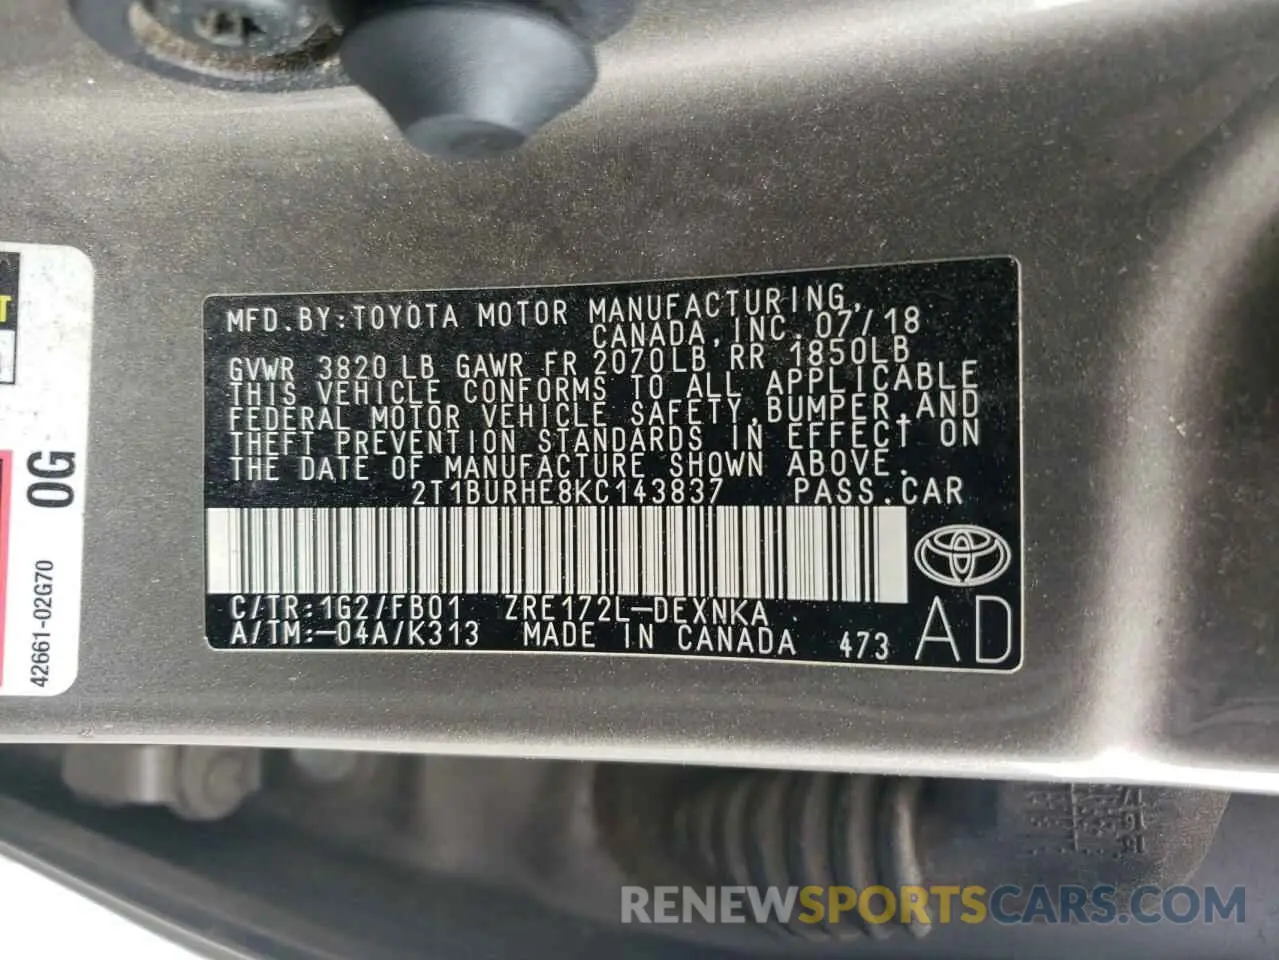 MFD.BY:TOYOTA MOTOR MANUFACTURING,
CANADA,INC.07/18
GVWR 3820 LB GAWR FR 2070LB RR 1850LB
THIS VEHICLE CONFORMS TO ALL APPLICABLE
FEDERAL MOTOR VEHICLE SAFETY,BUMPER,AND
THEFT PREVENTION STANDARDS IN EFFECT ON
THE DATE OF MANUFACTURE SHOWN ABOVE.
2T1BURHE8KC143837 PASS.CAR
C/TR:1G2/FB01 ZRE172L-DEXNKA
A/TM:-04A/K313 MADE IN CANADA 473
AD
T
0G
42661-02G70
RENEWSPORTSCARS.COM